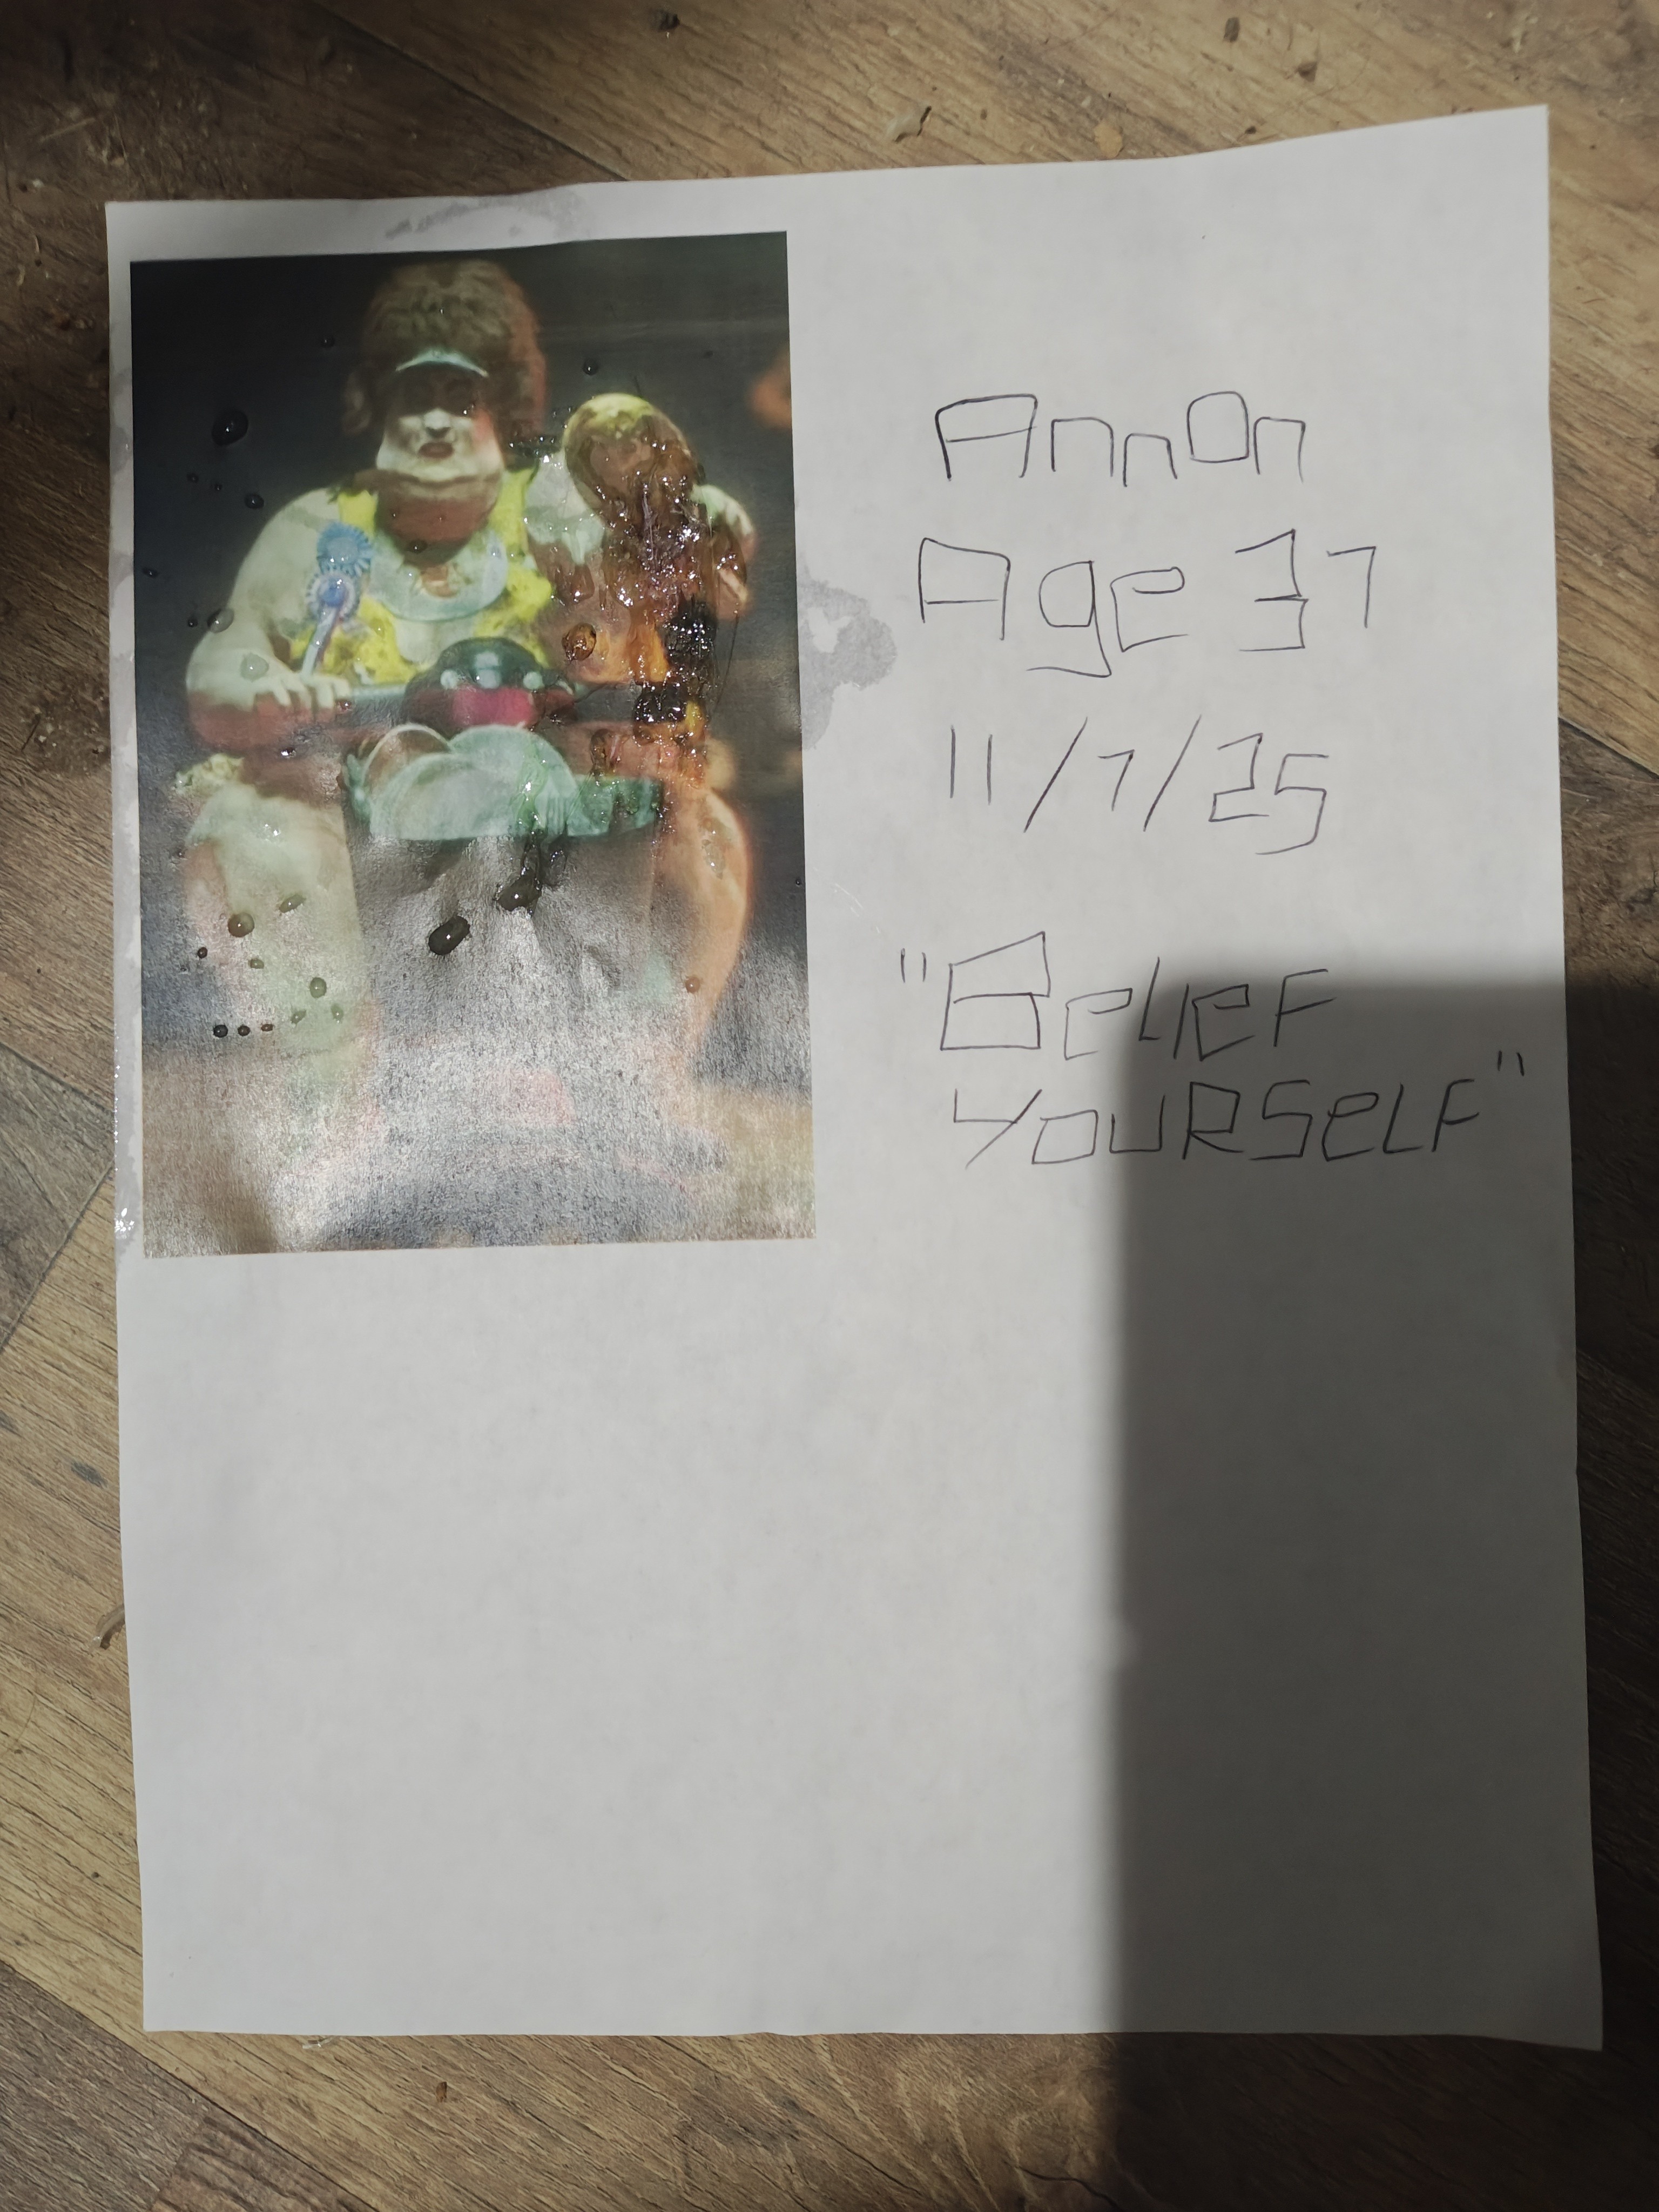 AnnOn
Age 37
11/7/25
"BeLIeF
YOURSeLF"